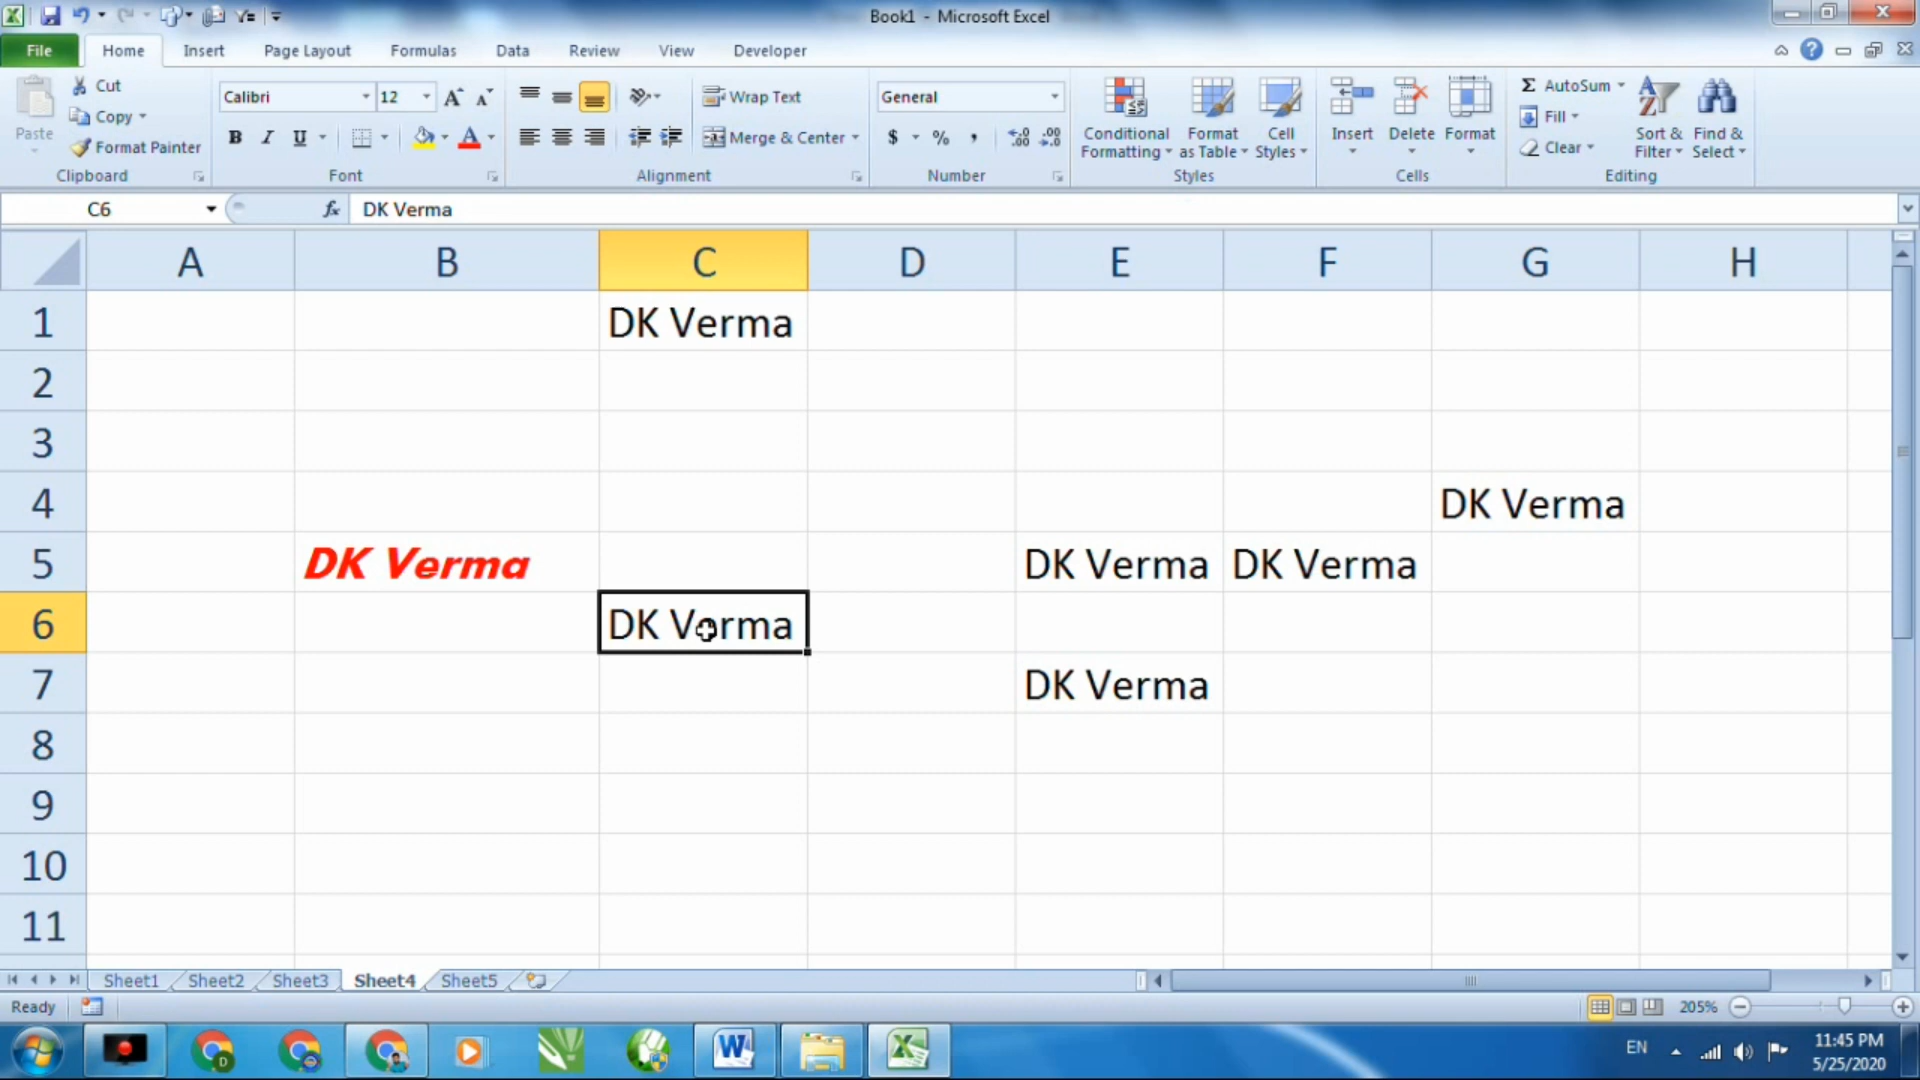 Book1 - Microsoft Excel
File Home Insert Page Layout Formulas Data Review View Developer
Paste
Cut
Copy
Format Painter
Clipboard
Calibri 12
B I U
Font
Wrap Text
Merge & Center
Alignment
General
$ % ,
Number
Conditional Formatting
Format as Table
Cell Styles
Styles
Insert Delete Format
Cells
Σ AutoSum
Fill
Clear
Sort & Filter
Find & Select
Editing
C6 fx DK Verma
A B C D E F G H
1 DK Verma
2
3
4 DK Verma
5 DK Verma DK Verma DK Verma
6 DK Verma
7 DK Verma
8
9
10
11
Sheet1 Sheet2 Sheet3 Sheet4 Sheet5
Ready 205%
EN 11:45 PM
5/25/2020